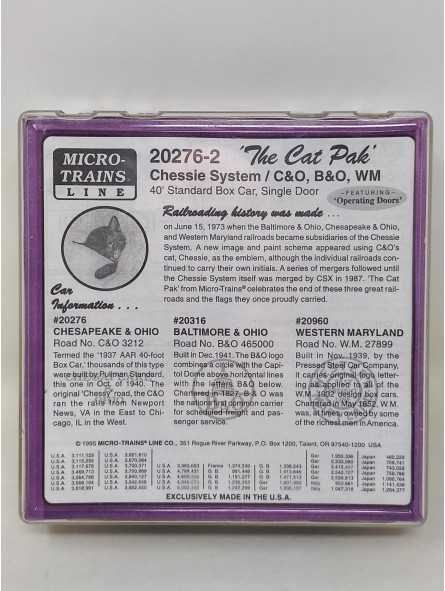 MICRO-
TRAINS
LINE
20276-2 'The Cat Pak'
Chessie System / C&O, B&O, WM
40' Standard Box Car, Single Door
FEATURING
'Operating Doors'
Railroading history was made . . .
on June 15, 1973 when the Baltimore & Ohio, Chesapeake & Ohio,
and Western Maryland railroads became subsidiaries of the Chessie
System. A new image and paint scheme appeared using C&O's
cat, Chessie, as the emblem, although the individual railroads con-
tinued to carry their own initials. A series of mergers followed until
the Chessie System itself was merged by CSX in 1987. 'The Cat
Pak' from Micro-Trains® celebrates the end of these three great rail-
roads and the flags they once proudly carried.
Car
Information . . .
#20276
CHESAPEAKE & OHIO
Road No. C&O 3212
Termed the '1937 AAR 40-foot
Box Car,' thousands of this type
were built by Pullman Standard,
this one in Oct. of 1940. The
original 'Chessy' road, the C&O
ran the rails from Newport
News, VA in the East to Chi-
cago, IL in the West.
#20316
BALTIMORE & OHIO
Road No. B&O 465000
Built in Dec. 1941. The B&O logo
combined a circle with the Capi-
tol Dome above horizontal lines
with initials B&O below.
Chartered in 1827, B & O was
the nations first common carrier
for scheduled freight and pas-
senger service.
#20960
WESTERN MARYLAND
Road No. W.M. 27899
Built in Nov. 1939, by the
Pressed Steel Car Company,
it carries original logo letter-
ing as applied to all of the
W.M. 1932 design box cars.
Chartered in 1852, W.M.
was, at times owned by some
of the richest men in America.
© 1995 MICRO-TRAINS® LINE CO., 351 Rogue River Parkway, P.O. Box 1200, Talent, OR 97540-1200 USA
EXCLUSIVELY MADE IN THE U.S.A.